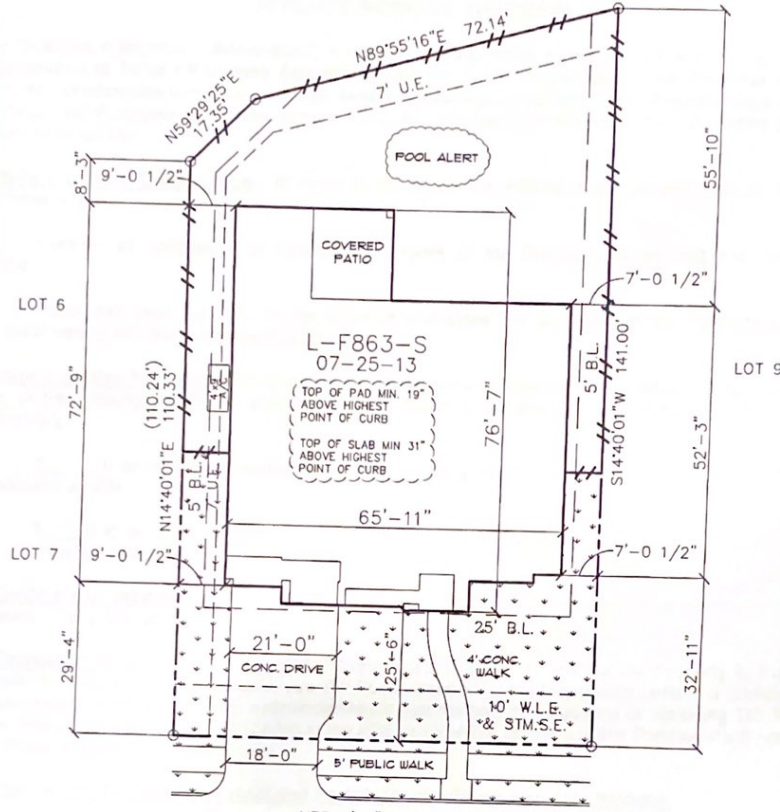 N89°55'16"E 72.14'
N59°29'25"E
17.35'
7' U.E.
POOL ALERT
8'-3"
9'-0 1/2"
55'-10"
COVERED
PATIO
7'-0 1/2"
LOT 6
L-F863-S
07-25-13
TOP OF PAD MIN. 19"
ABOVE HIGHEST
POINT OF CURB
TOP OF SLAB MIN 31"
ABOVE HIGHEST
POINT OF CURB
76'-7"
5' B.L.
S14°40'01"W 141.00'
LOT 9
72'-9"
(110.24')
110.33'
N14°40'01"E
A/C
52'-3"
5' B.L.
U.E.
65'-11"
LOT 7
9'-0 1/2"
7'-0 1/2"
29'-4"
21'-0"
CONC. DRIVE
25'-6"
25' B.L.
4' CONC.
WALK
10' W.L.E.
& STM.S.E.
32'-11"
18'-0"
5' PUBLIC WALK